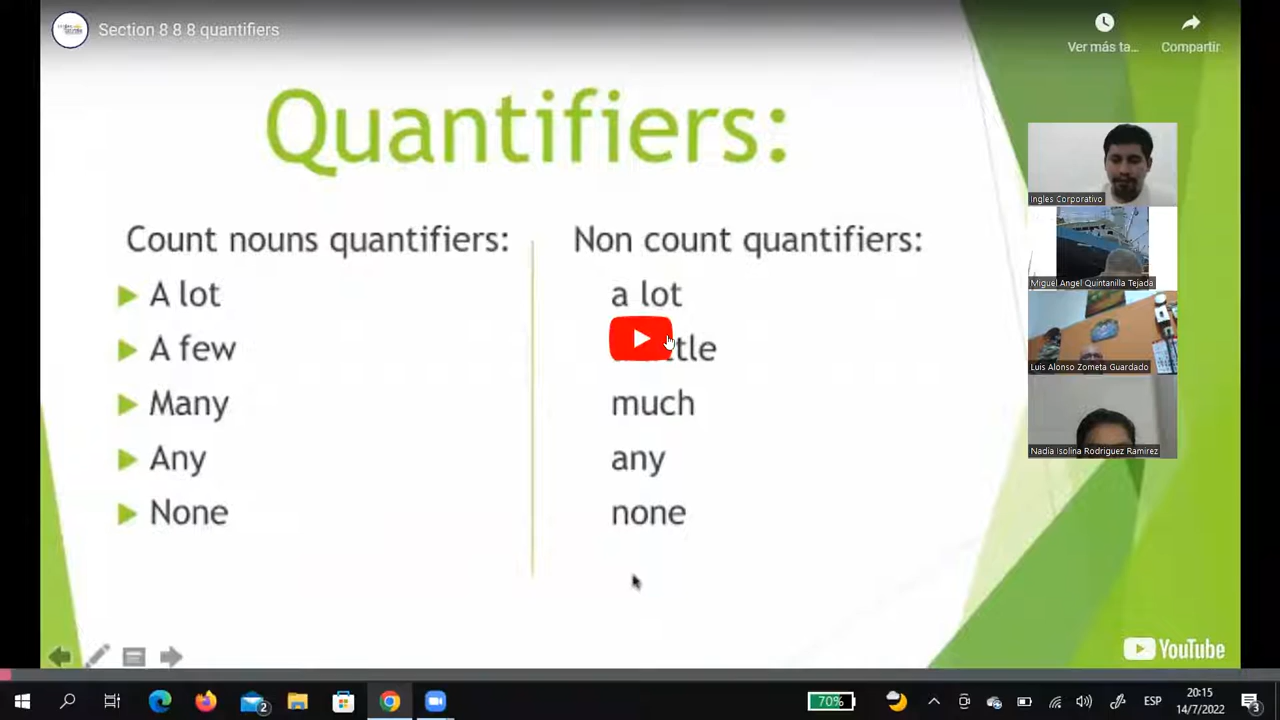 Section 8 8 8 quantifiers
Ver más ta...
Compartir
Quantifiers:
Count nouns quantifiers:
A lot
A few
Many
Any
None
Non count quantifiers:
a lot
much
any
none
Ingles Corporativo
Miguel Angel Quintanilla Tejada
Luis Alonso Zometa Guardado
Nadia Isolina Rodriguez Ramirez
YouTube
2
70%
ESP
20:15
14/7/2022
3